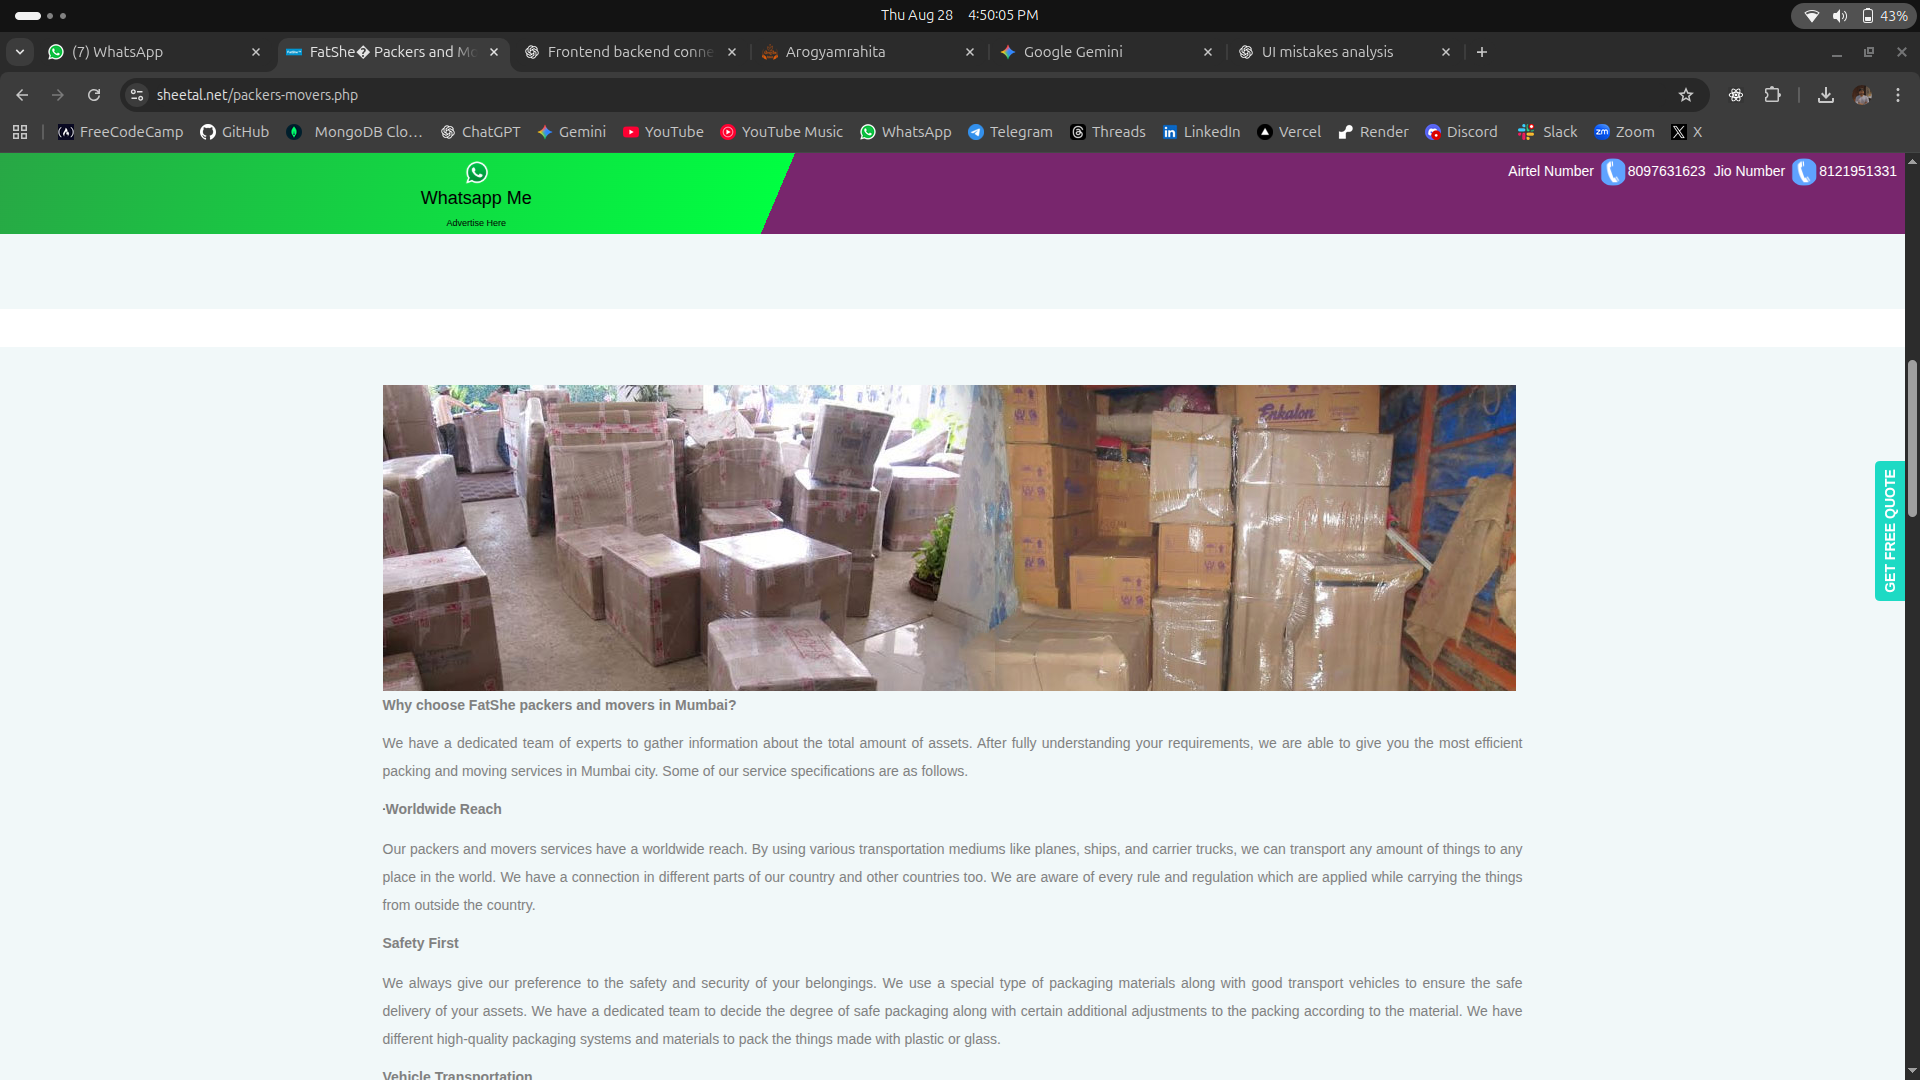 Thu Aug 28 4:50:05 PM
43%
(7) WhatsApp
FatShe� Packers and Mo
Frontend backend conne
Arogyamrahita
Google Gemini
UI mistakes analysis
sheetal.net/packers-movers.php
FreeCodeCamp
GitHub
MongoDB Clo...
ChatGPT
Gemini
YouTube
YouTube Music
WhatsApp
Telegram
Threads
LinkedIn
Vercel
Render
Discord
Slack
Zoom
X
Whatsapp Me
Advertise Here
Airtel Number 8097631623 Jio Number 8121951331
Enkalon
GET FREE QUOTE
Why choose FatShe packers and movers in Mumbai?
We have a dedicated team of experts to gather information about the total amount of assets. After fully understanding your requirements, we are able to give you the most efficient
packing and moving services in Mumbai city. Some of our service specifications are as follows.
·Worldwide Reach
Our packers and movers services have a worldwide reach. By using various transportation mediums like planes, ships, and carrier trucks, we can transport any amount of things to any
place in the world. We have a connection in different parts of our country and other countries too. We are aware of every rule and regulation which are applied while carrying the things
from outside the country.
Safety First
We always give our preference to the safety and security of your belongings. We use a special type of packaging materials along with good transport vehicles to ensure the safe
delivery of your assets. We have a dedicated team to decide the degree of safe packaging along with certain additional adjustments to the packing according to the material. We have
different high-quality packaging systems and materials to pack the things made with plastic or glass.
Vehicle Transportation